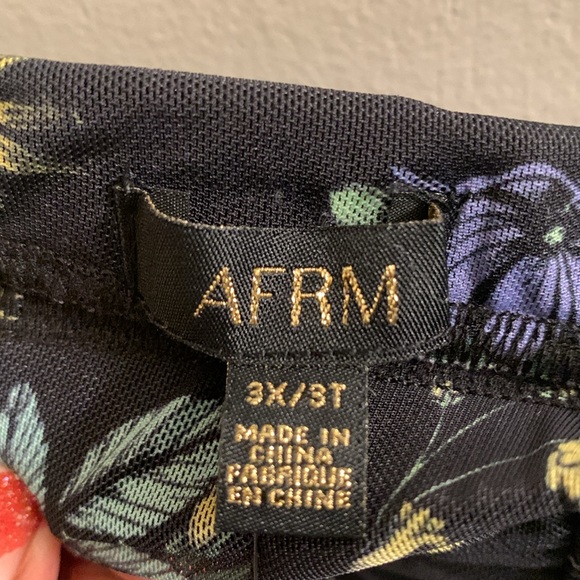 AFRM
3X/3T
MADE IN
CHINA
FABRIQUE
EN CHINE